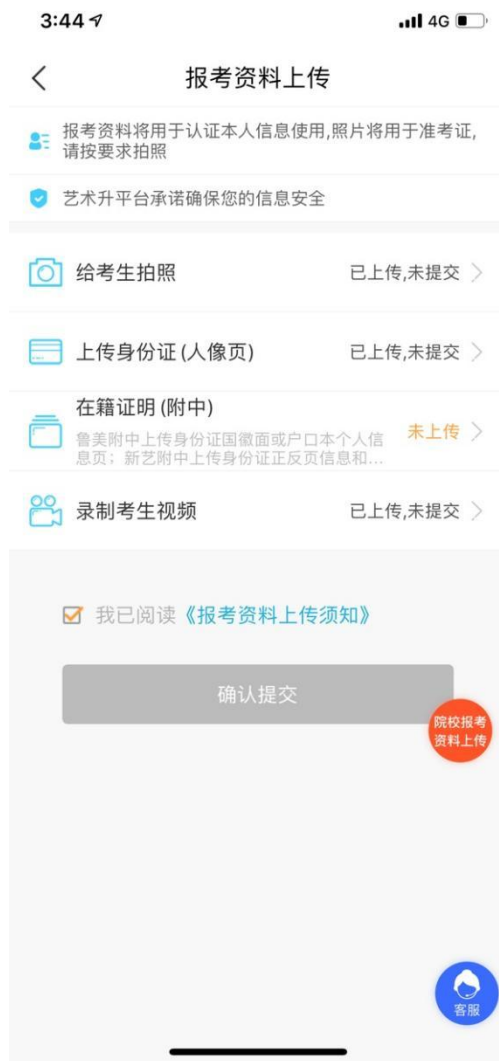 3:44
4G
报考资料上传
报考资料将用于认证本人信息使用,照片将用于准考证,
请按要求拍照
艺术升平台承诺确保您的信息安全
给考生拍照
已上传,未提交
上传身份证(人像页)
已上传,未提交
在籍证明(附中)
鲁美附中上传身份证国徽面或户口本个人信
息页；新艺附中上传身份证正反页信息和...
未上传
录制考生视频
已上传,未提交
我已阅读《报考资料上传须知》
确认提交
院校报考
资料上传
客服